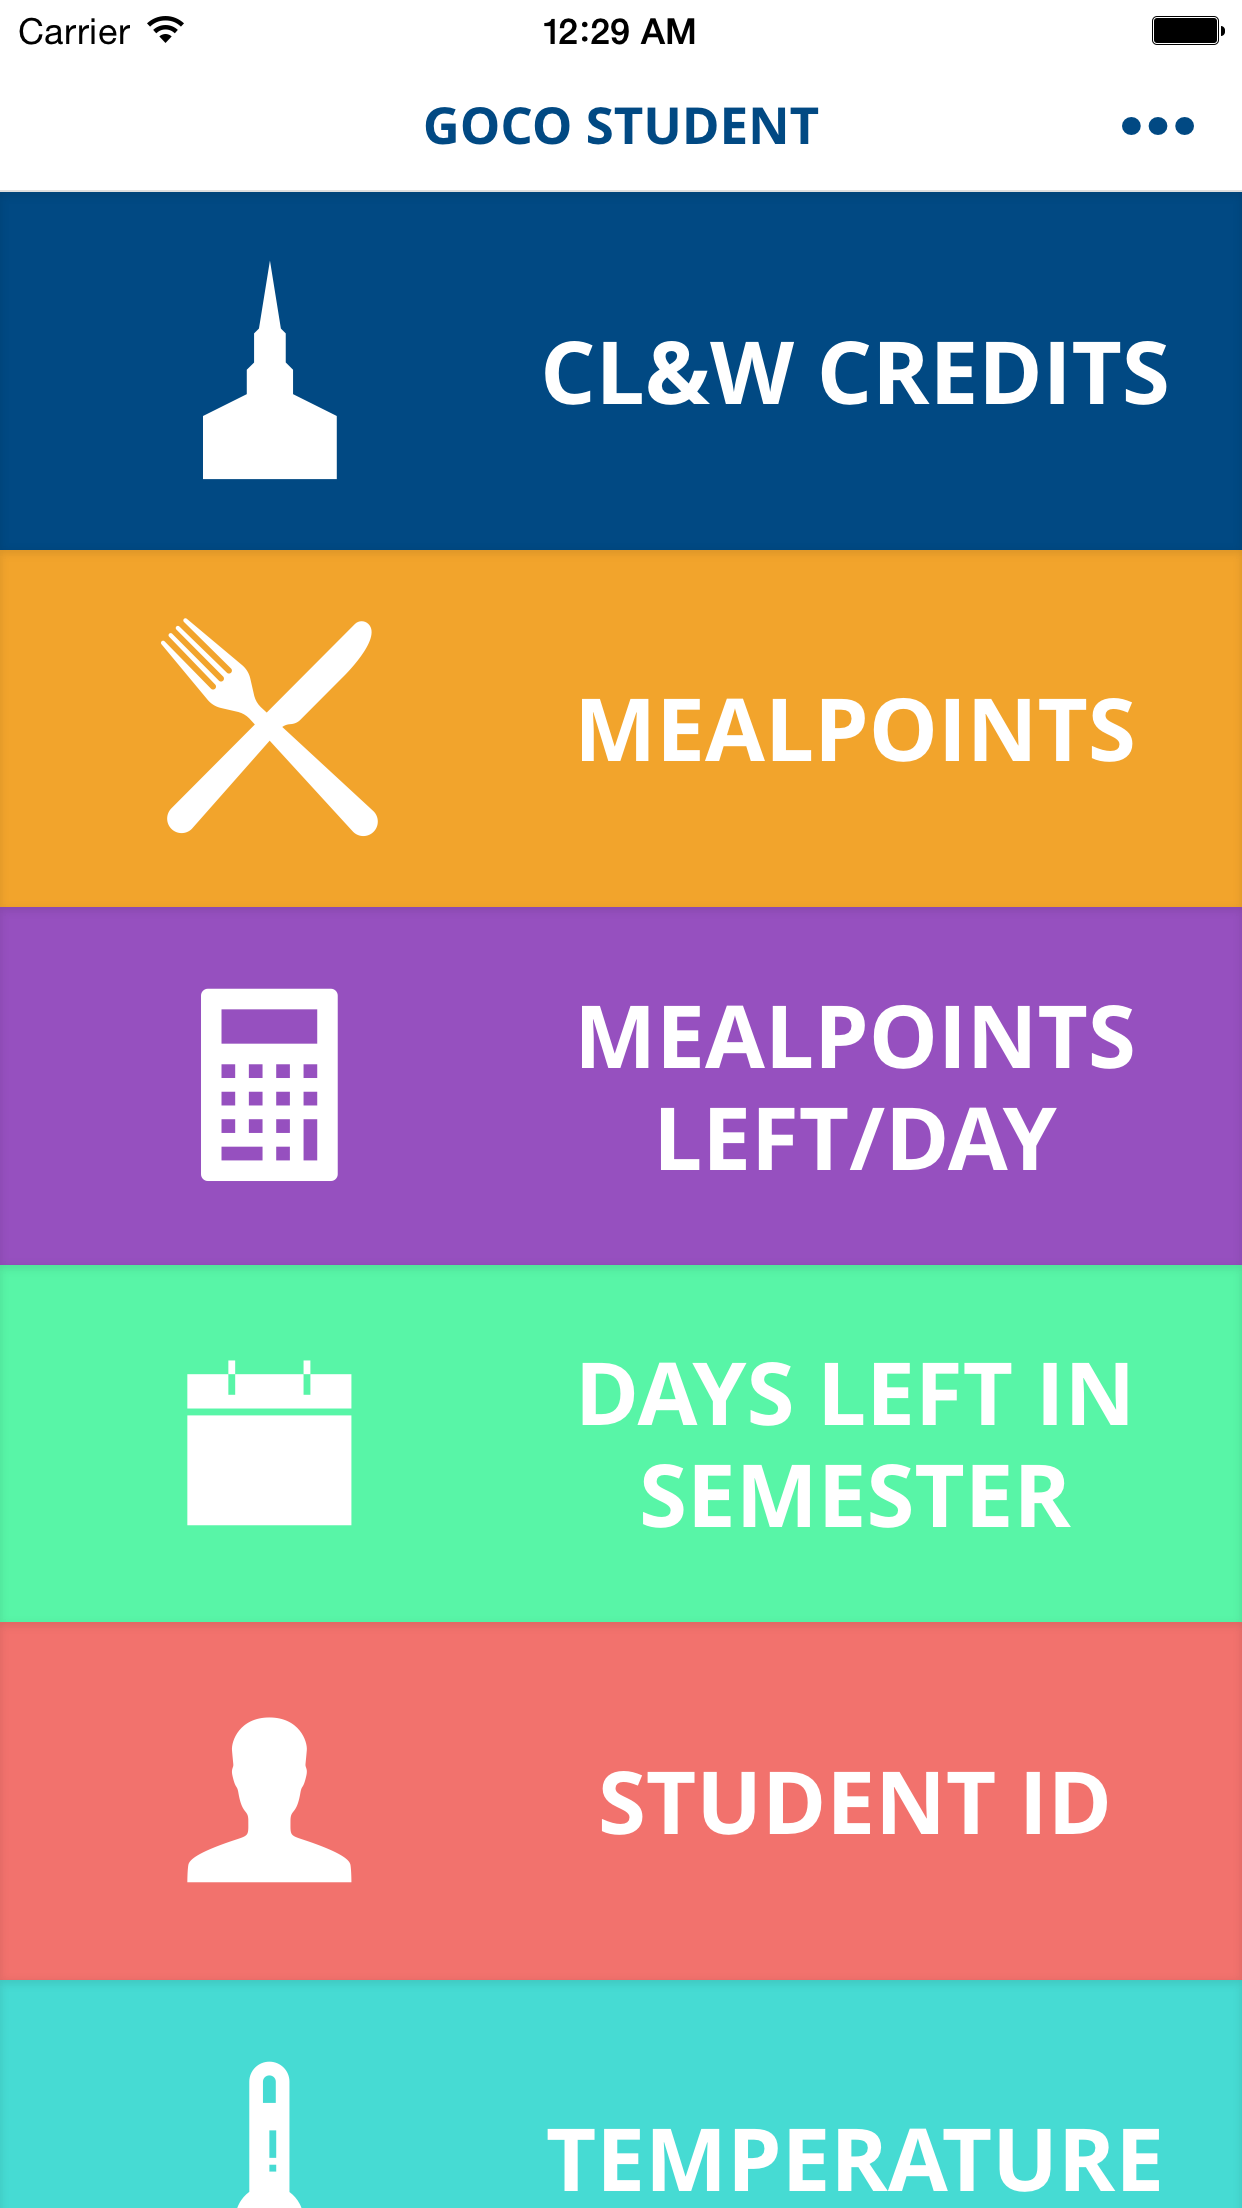 Carrier 12:29 AM
GOCO STUDENT
CL&W CREDITS
MEALPOINTS
MEALPOINTS
LEFT/DAY
DAYS LEFT IN
SEMESTER
STUDENT ID
TEMPERATURE